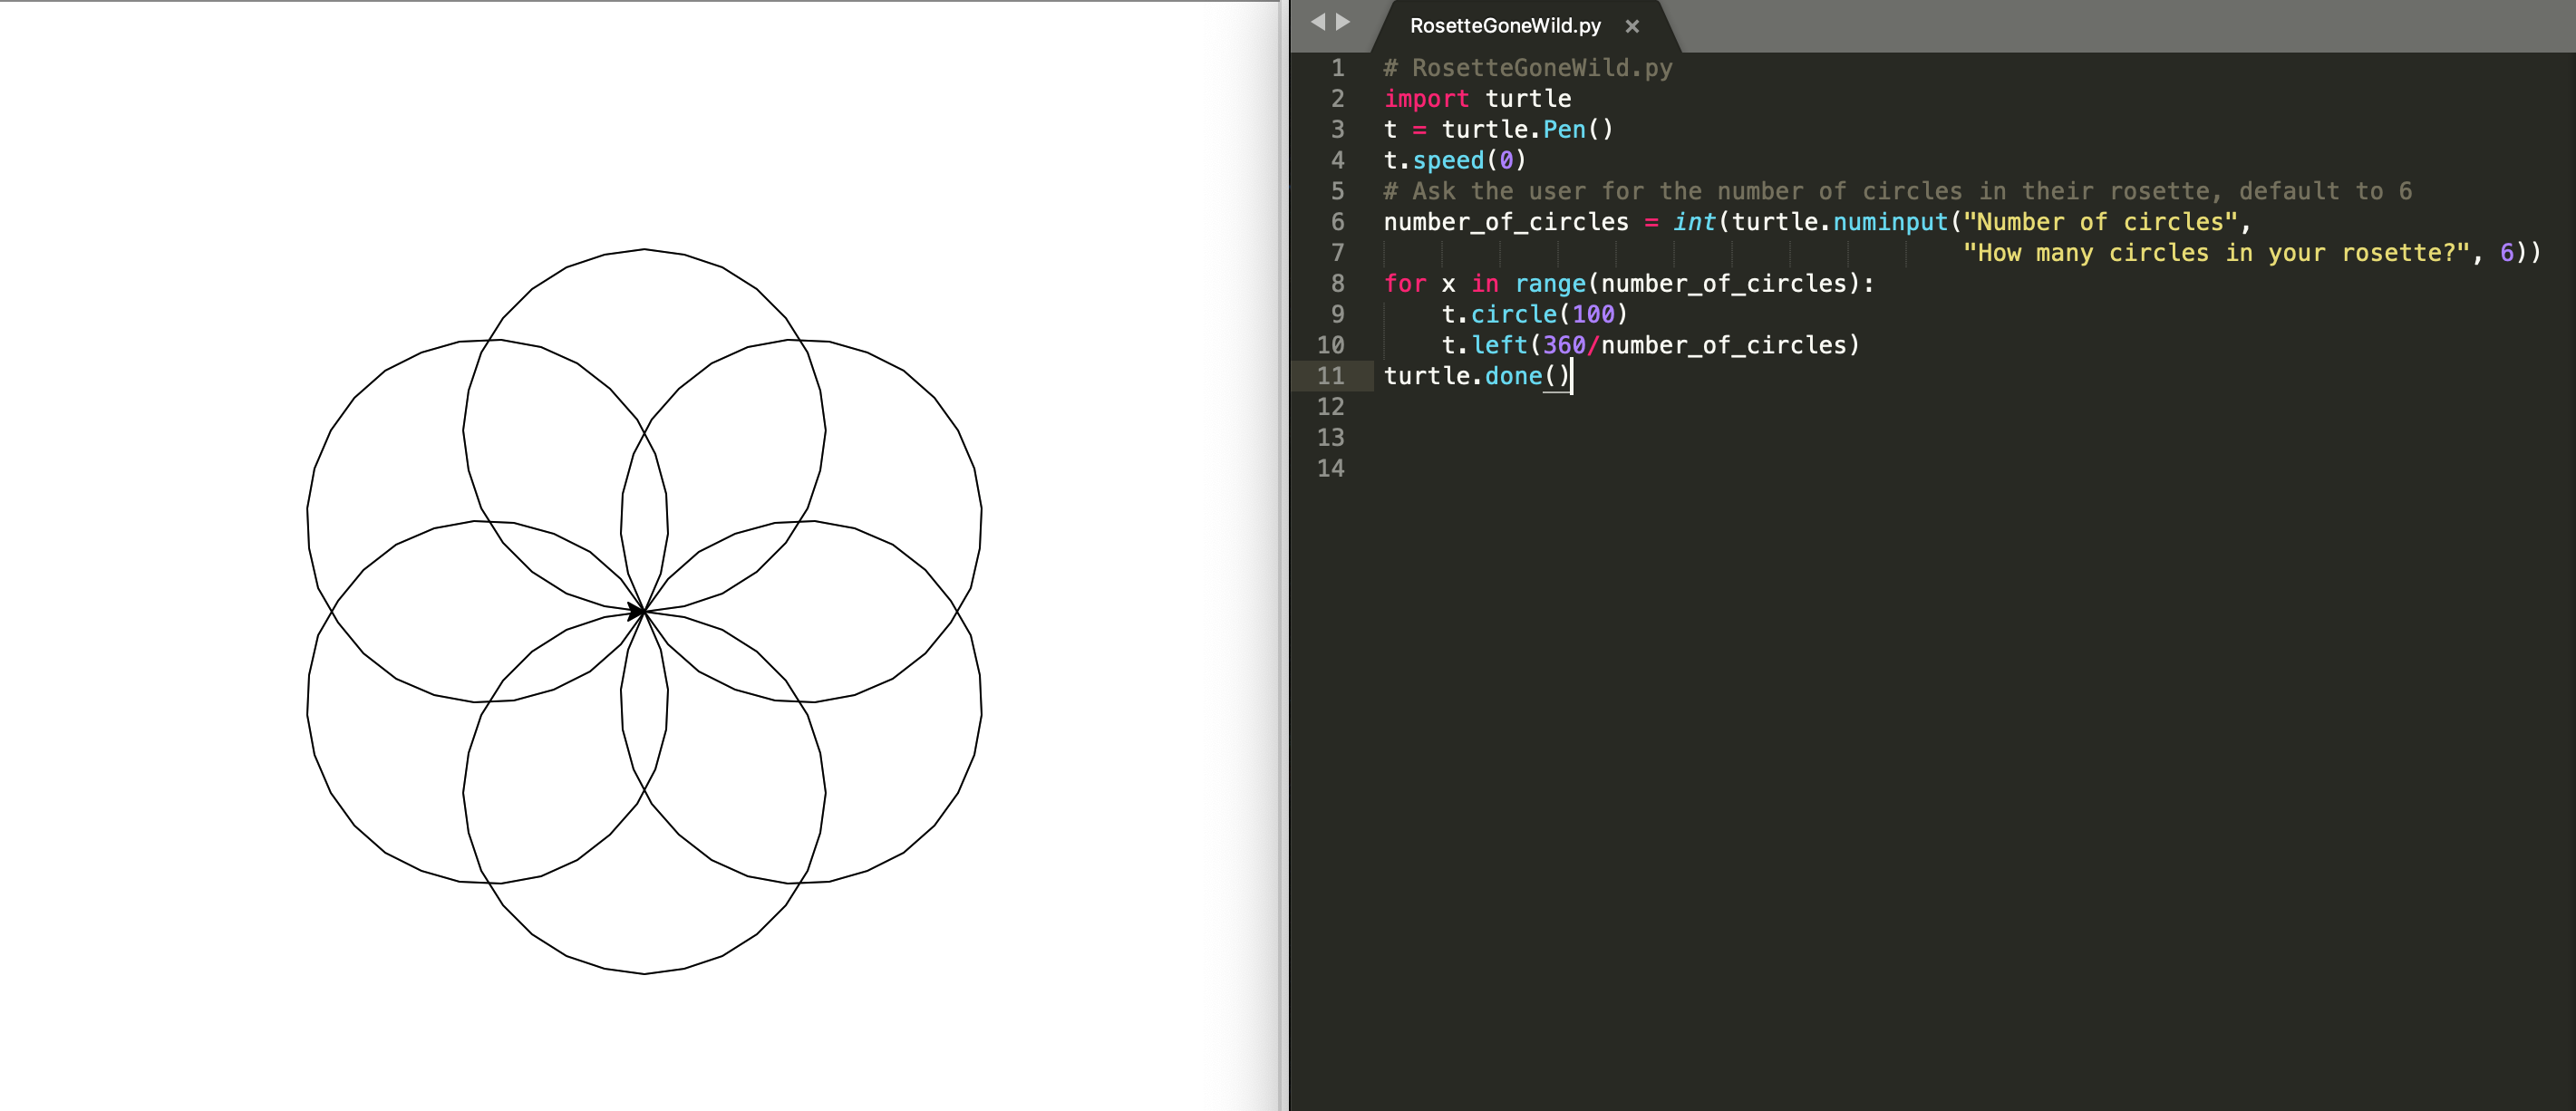 RosetteGoneWild.py ×
1 # RosetteGoneWild.py
2 import turtle
3 t = turtle.Pen()
4 t.speed(0)
5 # Ask the user for the number of circles in their rosette, default to 6
6 number_of_circles = int(turtle.numinput("Number of circles",
7 "How many circles in your rosette?", 6))
8 for x in range(number_of_circles):
9 t.circle(100)
10 t.left(360/number_of_circles)
11 turtle.done()
12
13
14